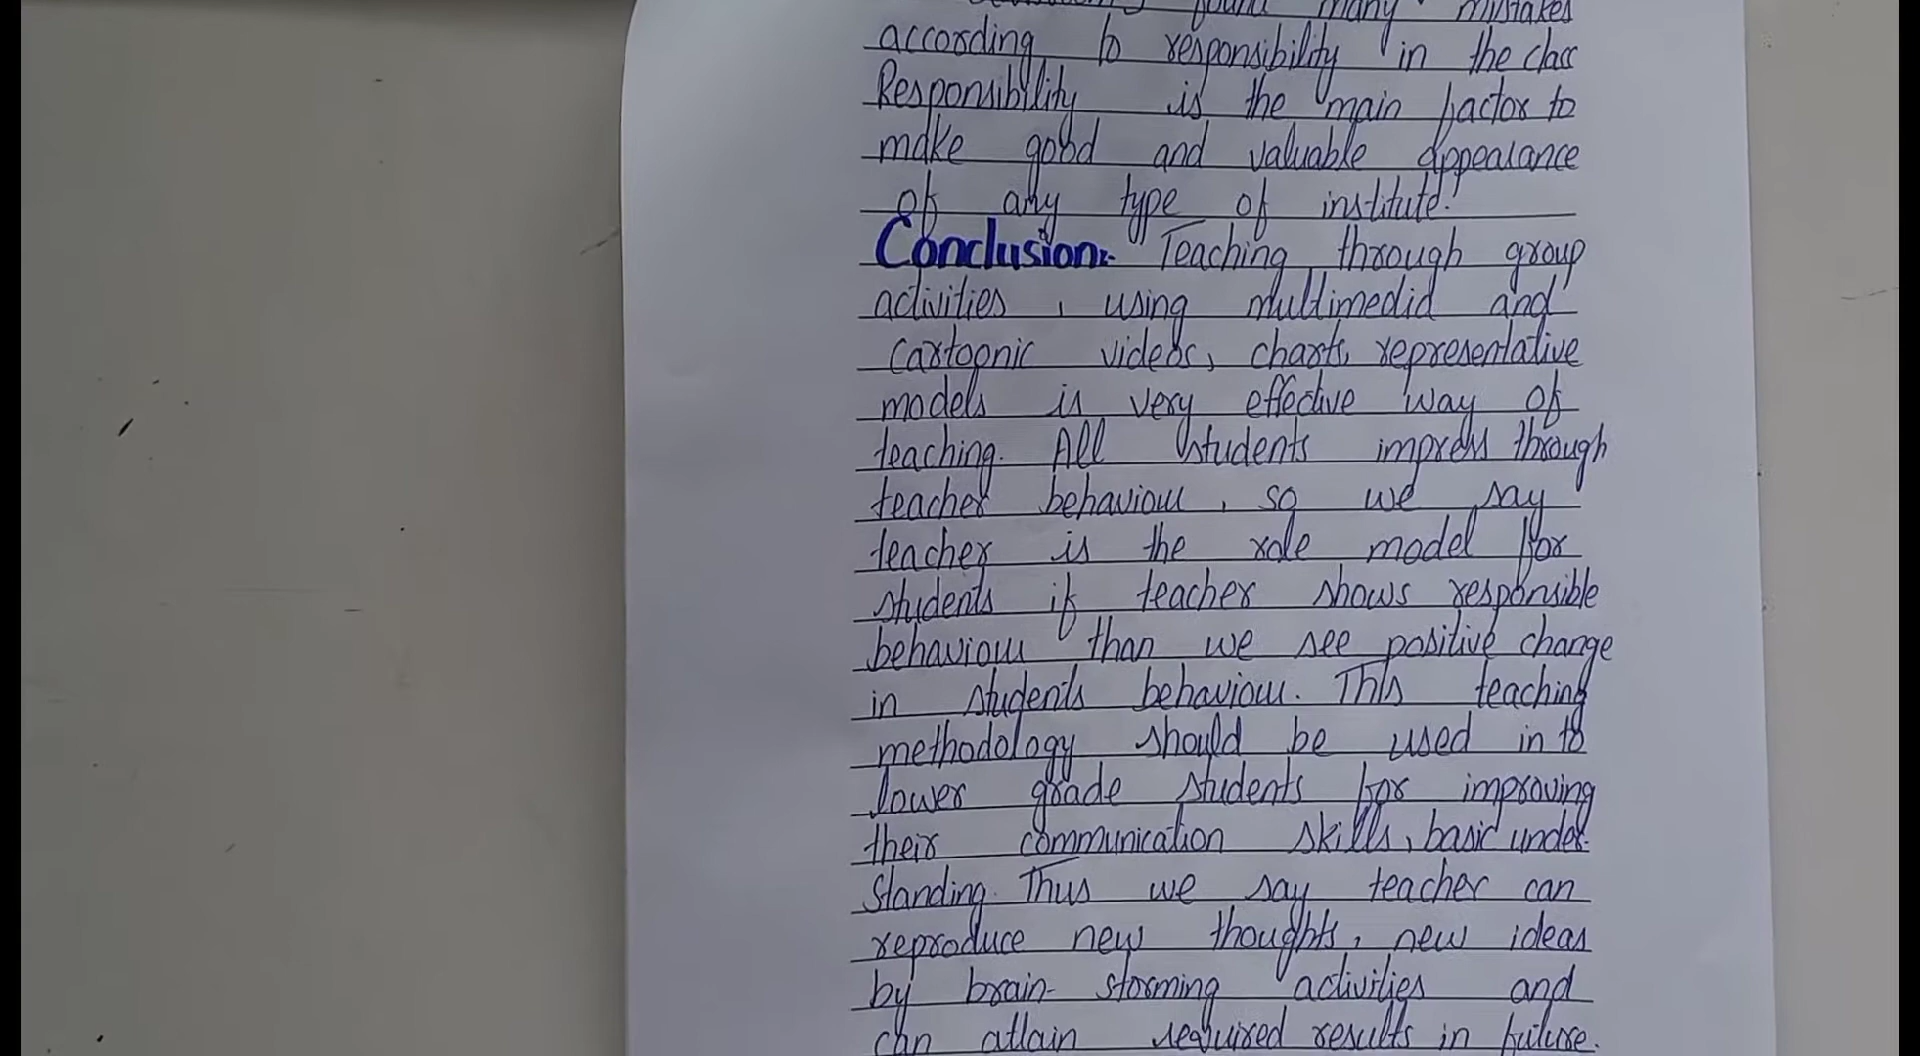 found many mistakes
according to responsibility in the class
Responsibility is the main factor to
make good and valuable appearance
of any type of institute.
Conclusion:- Teaching through group
activities, using multimedia and
cartoonic videos, charts, representative
models is very effective way of
teaching. All students impress through
teacher behaviour, so we say
teacher is the role model for
students if teacher shows responsible
behaviour than we see positive change
in students behaviour. This teaching
methodology should be used in to
lower grade students for improving
their communication skills, basic under-
standing. Thus we say teacher can
reproduce new thoughts, new ideas
by brain-storming activities and
can attain required results in future.